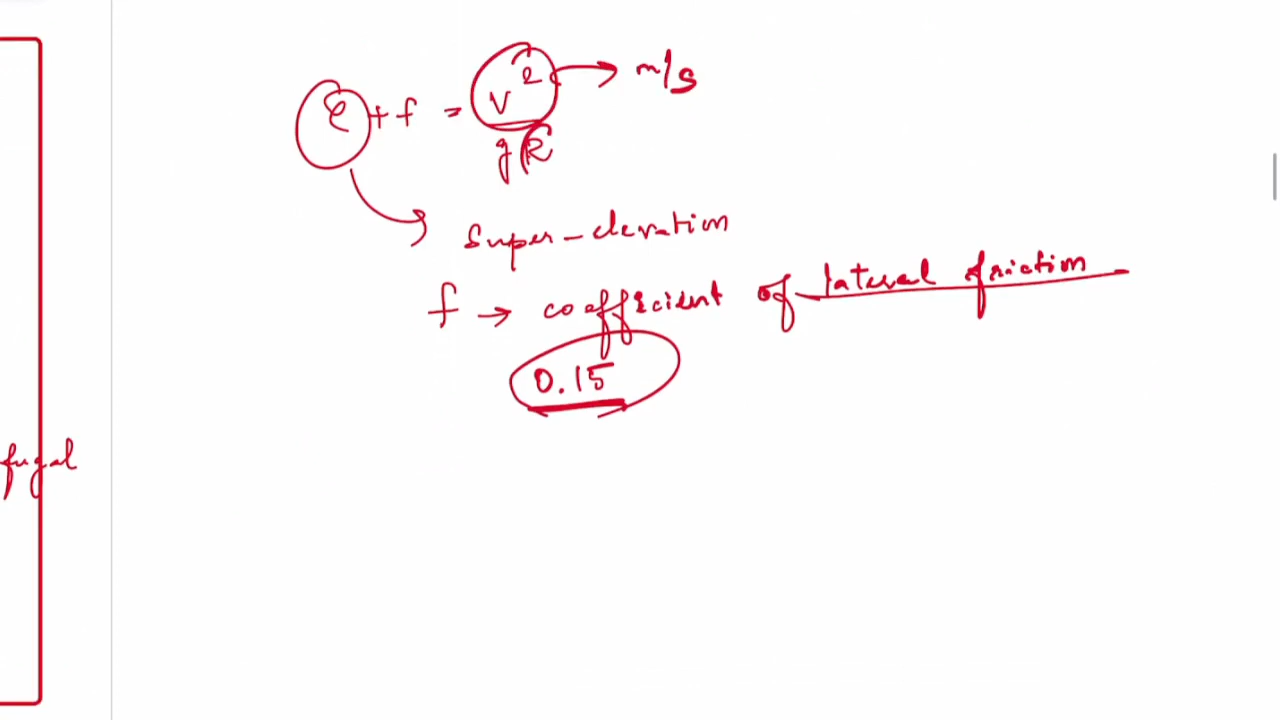 e + f = v² → m/s
gR
Super-elevation
f → coefficient of lateral friction
0.15
fugal